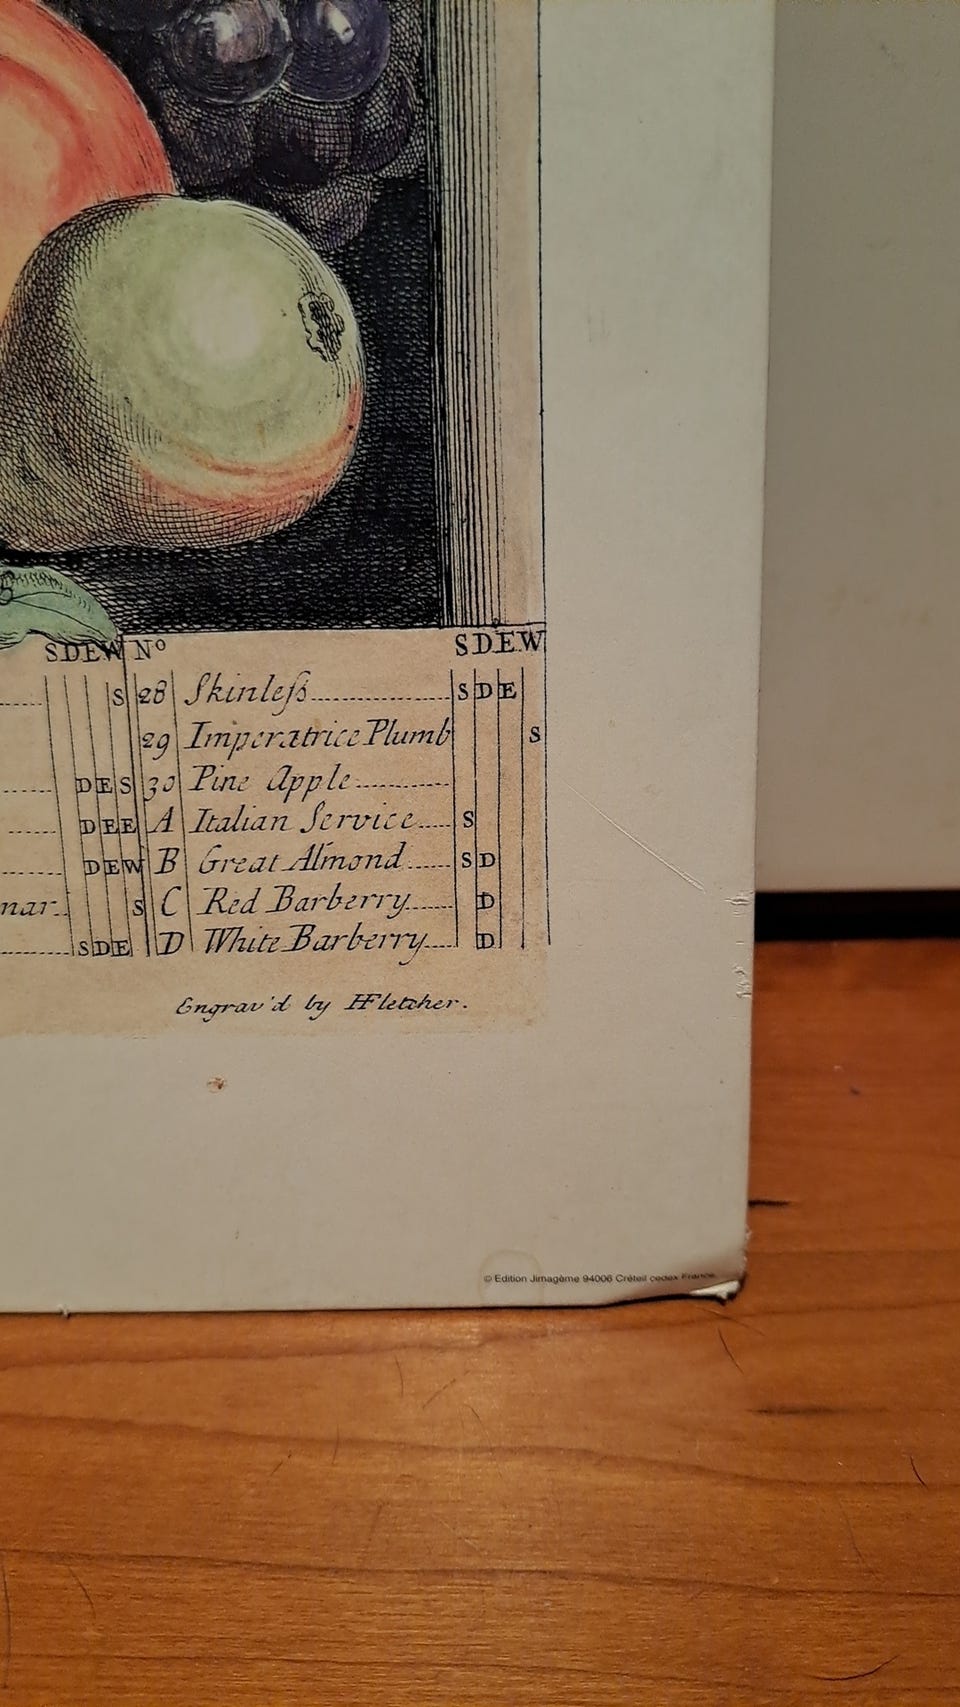 SDEW Nº SDEW
S 28 Skinleſs S D E
29 Imperatrice Plumb S
D E S 30 Pine Apple
D E E A Italian Service S
D E W B Great Almond S D
S C Red Barberry D
S D E D White Barberry D
Engrav'd by HFletcher.
© Edition Jimagème 94006 Créteil cedex France.